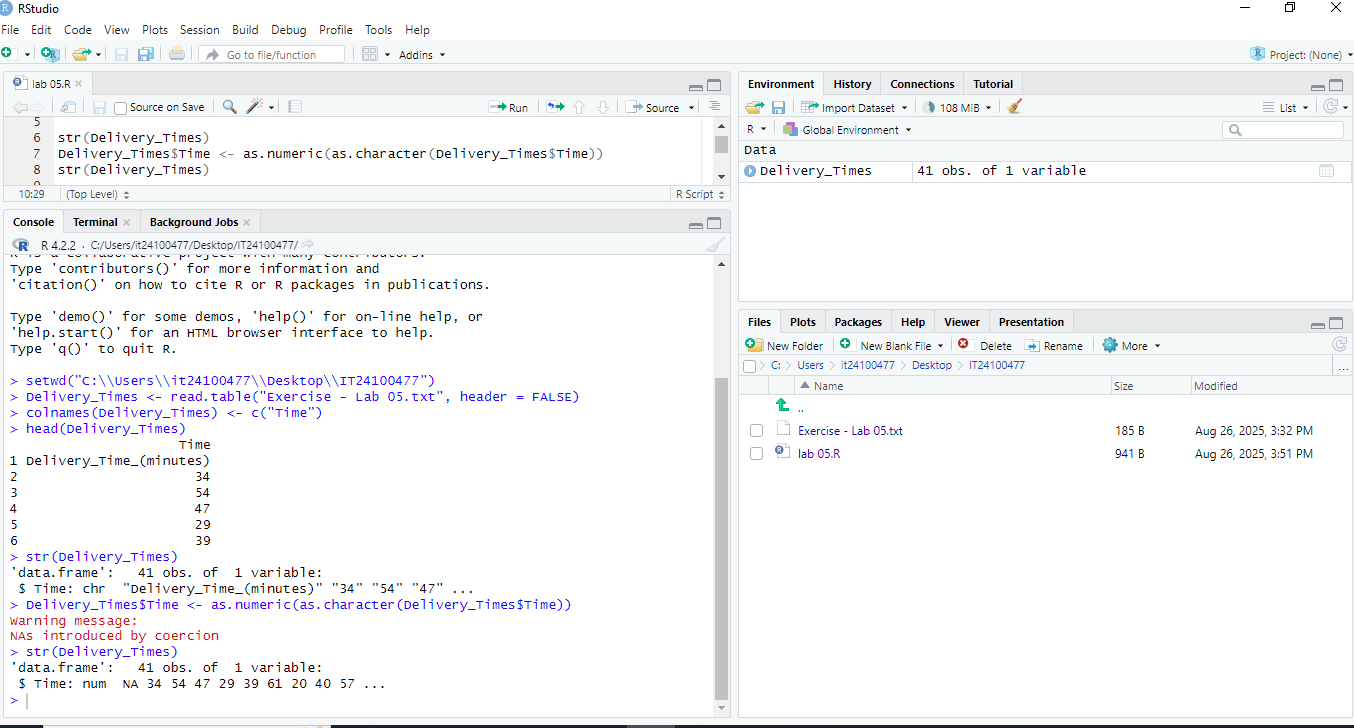 RStudio
File Edit Code View Plots Session Build Debug Profile Tools Help
Go to file/function
Addins
Project: (None)
lab 05.R
Source on Save
Run
Source
5
6 str(Delivery_Times)
7 Delivery_Times$Time <- as.numeric(as.character(Delivery_Times$Time))
8 str(Delivery_Times)
10:29
(Top Level)
R Script
Console Terminal Background Jobs
R 4.2.2 · C:/Users/it24100477/Desktop/IT24100477/
R is a collaborative project with many contributors.
Type 'contributors()' for more information and
'citation()' on how to cite R or R packages in publications.
Type 'demo()' for some demos, 'help()' for on-line help, or
'help.start()' for an HTML browser interface to help.
Type 'q()' to quit R.
> setwd("C:\\Users\\it24100477\\Desktop\\IT24100477")
> Delivery_Times <- read.table("Exercise - Lab 05.txt", header = FALSE)
> colnames(Delivery_Times) <- c("Time")
> head(Delivery_Times)
Time
1 Delivery_Time_(minutes)
2 34
3 54
4 47
5 29
6 39
> str(Delivery_Times)
'data.frame': 41 obs. of 1 variable:
$ Time: chr "Delivery_Time_(minutes)" "34" "54" "47" ...
> Delivery_Times$Time <- as.numeric(as.character(Delivery_Times$Time))
Warning message:
NAs introduced by coercion
> str(Delivery_Times)
'data.frame': 41 obs. of 1 variable:
$ Time: num NA 34 54 47 29 39 61 20 40 57 ...
>
Environment History Connections Tutorial
Import Dataset
108 MiB
List
R
Global Environment
Data
Delivery_Times 41 obs. of 1 variable
Files Plots Packages Help Viewer Presentation
New Folder New Blank File Delete Rename More
C: Users it24100477 Desktop IT24100477
...
Name Size Modified
..
Exercise - Lab 05.txt 185 B Aug 26, 2025, 3:32 PM
lab 05.R 941 B Aug 26, 2025, 3:51 PM